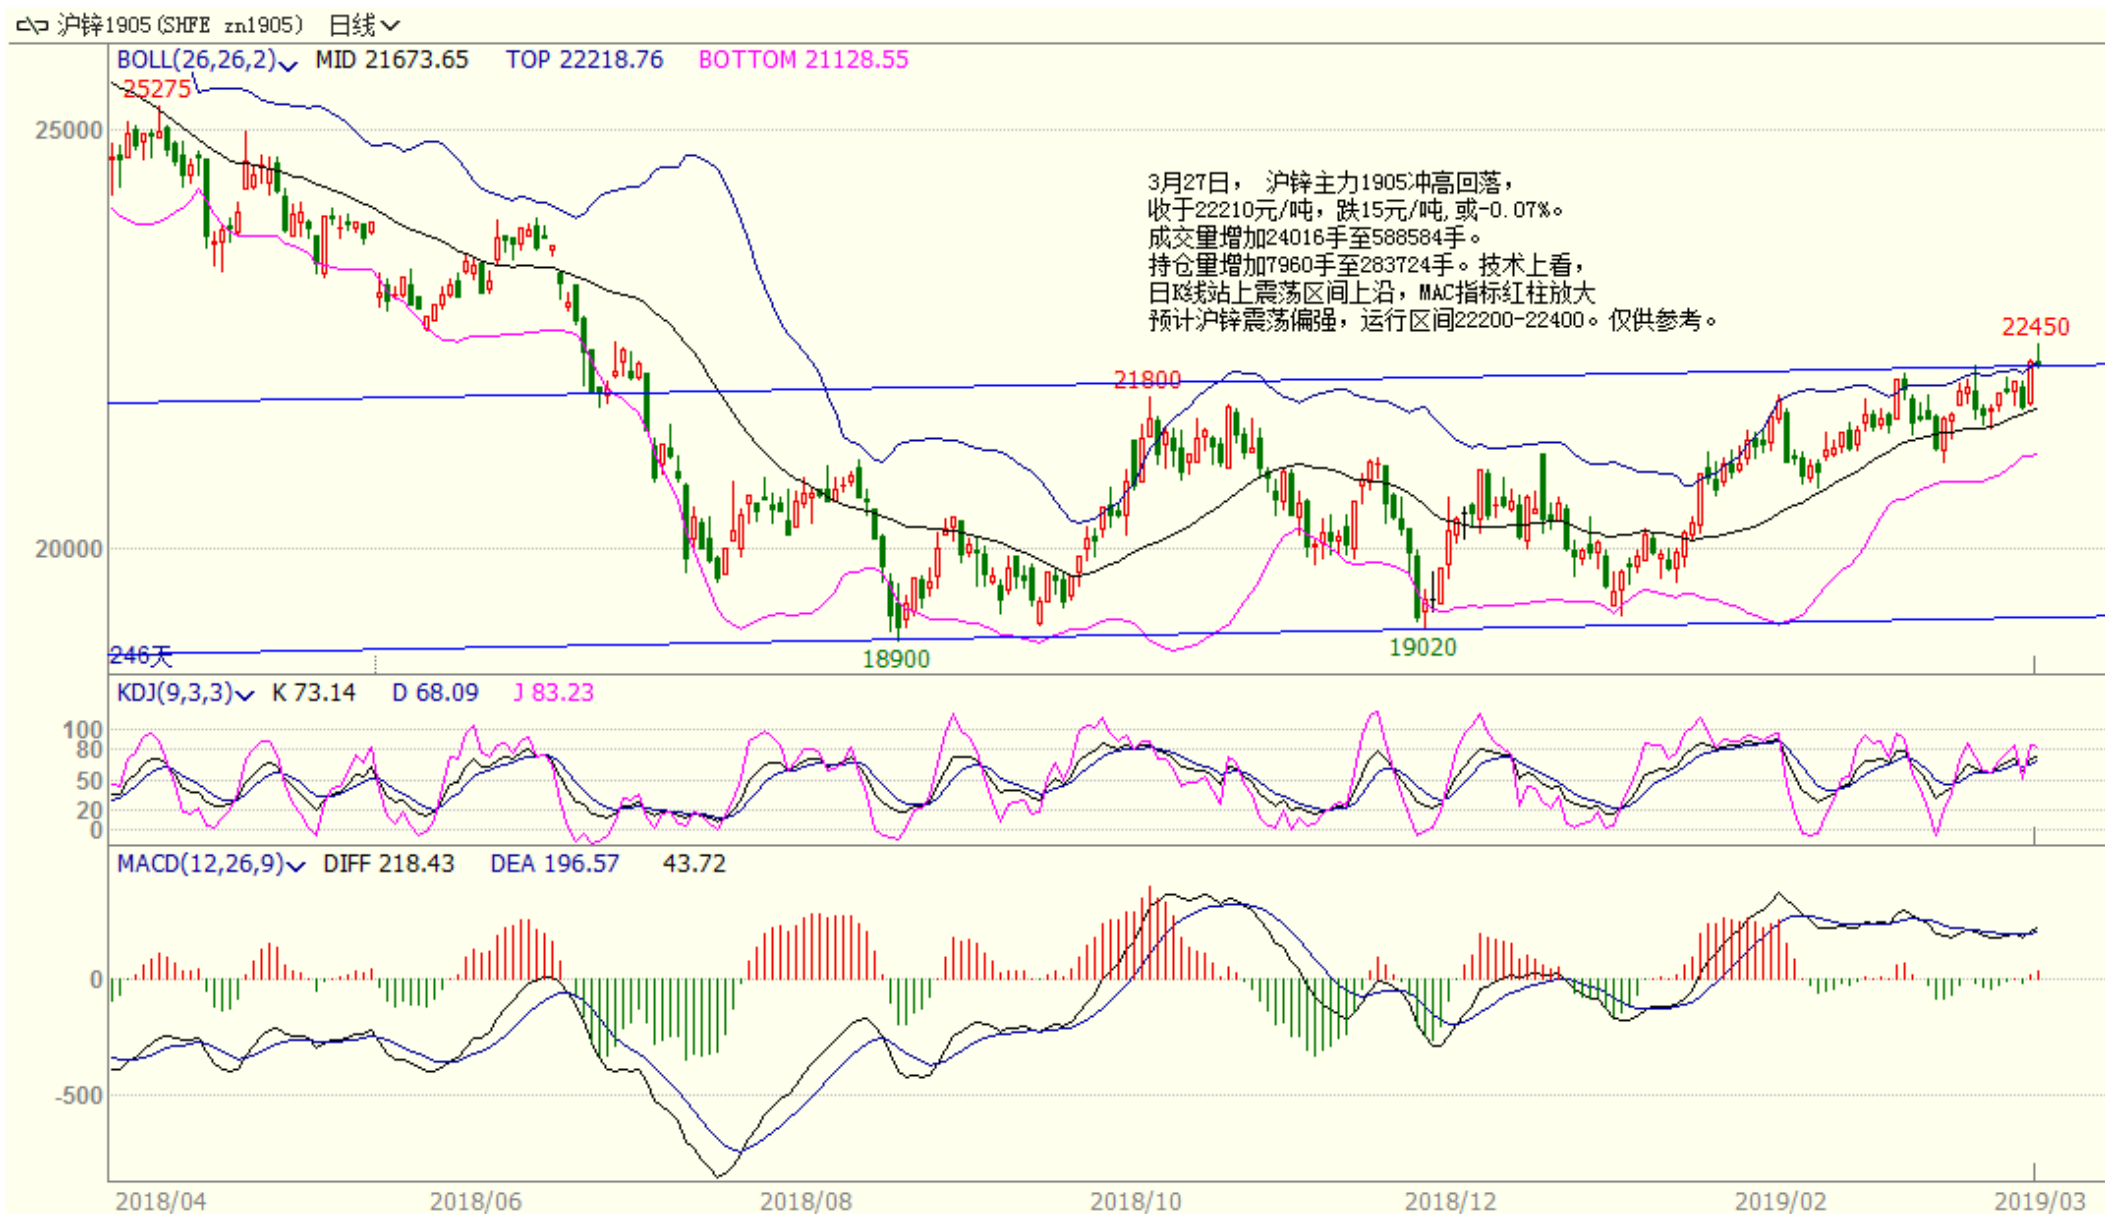 沪锌1905(SHFE zn1905) 日线
BOLL(26,26,2) MID 21673.65 TOP 22218.76 BOTTOM 21128.55
25275
25000
3月27日， 沪锌主力1905冲高回落，
收于22210元/吨，跌15元/吨,或-0.07%。
成交量增加24016手至588584手。
持仓量增加7960手至283724手。技术上看，
日K线站上震荡区间上沿，MAC指标红柱放大
预计沪锌震荡偏强，运行区间22200-22400。仅供参考。
22450
21800
20000
246天
18900
19020
KDJ(9,3,3) K 73.14 D 68.09 J 83.23
100
80
50
20
0
MACD(12,26,9) DIFF 218.43 DEA 196.57 43.72
0
-500
2018/04 2018/06 2018/08 2018/10 2018/12 2019/02 2019/03